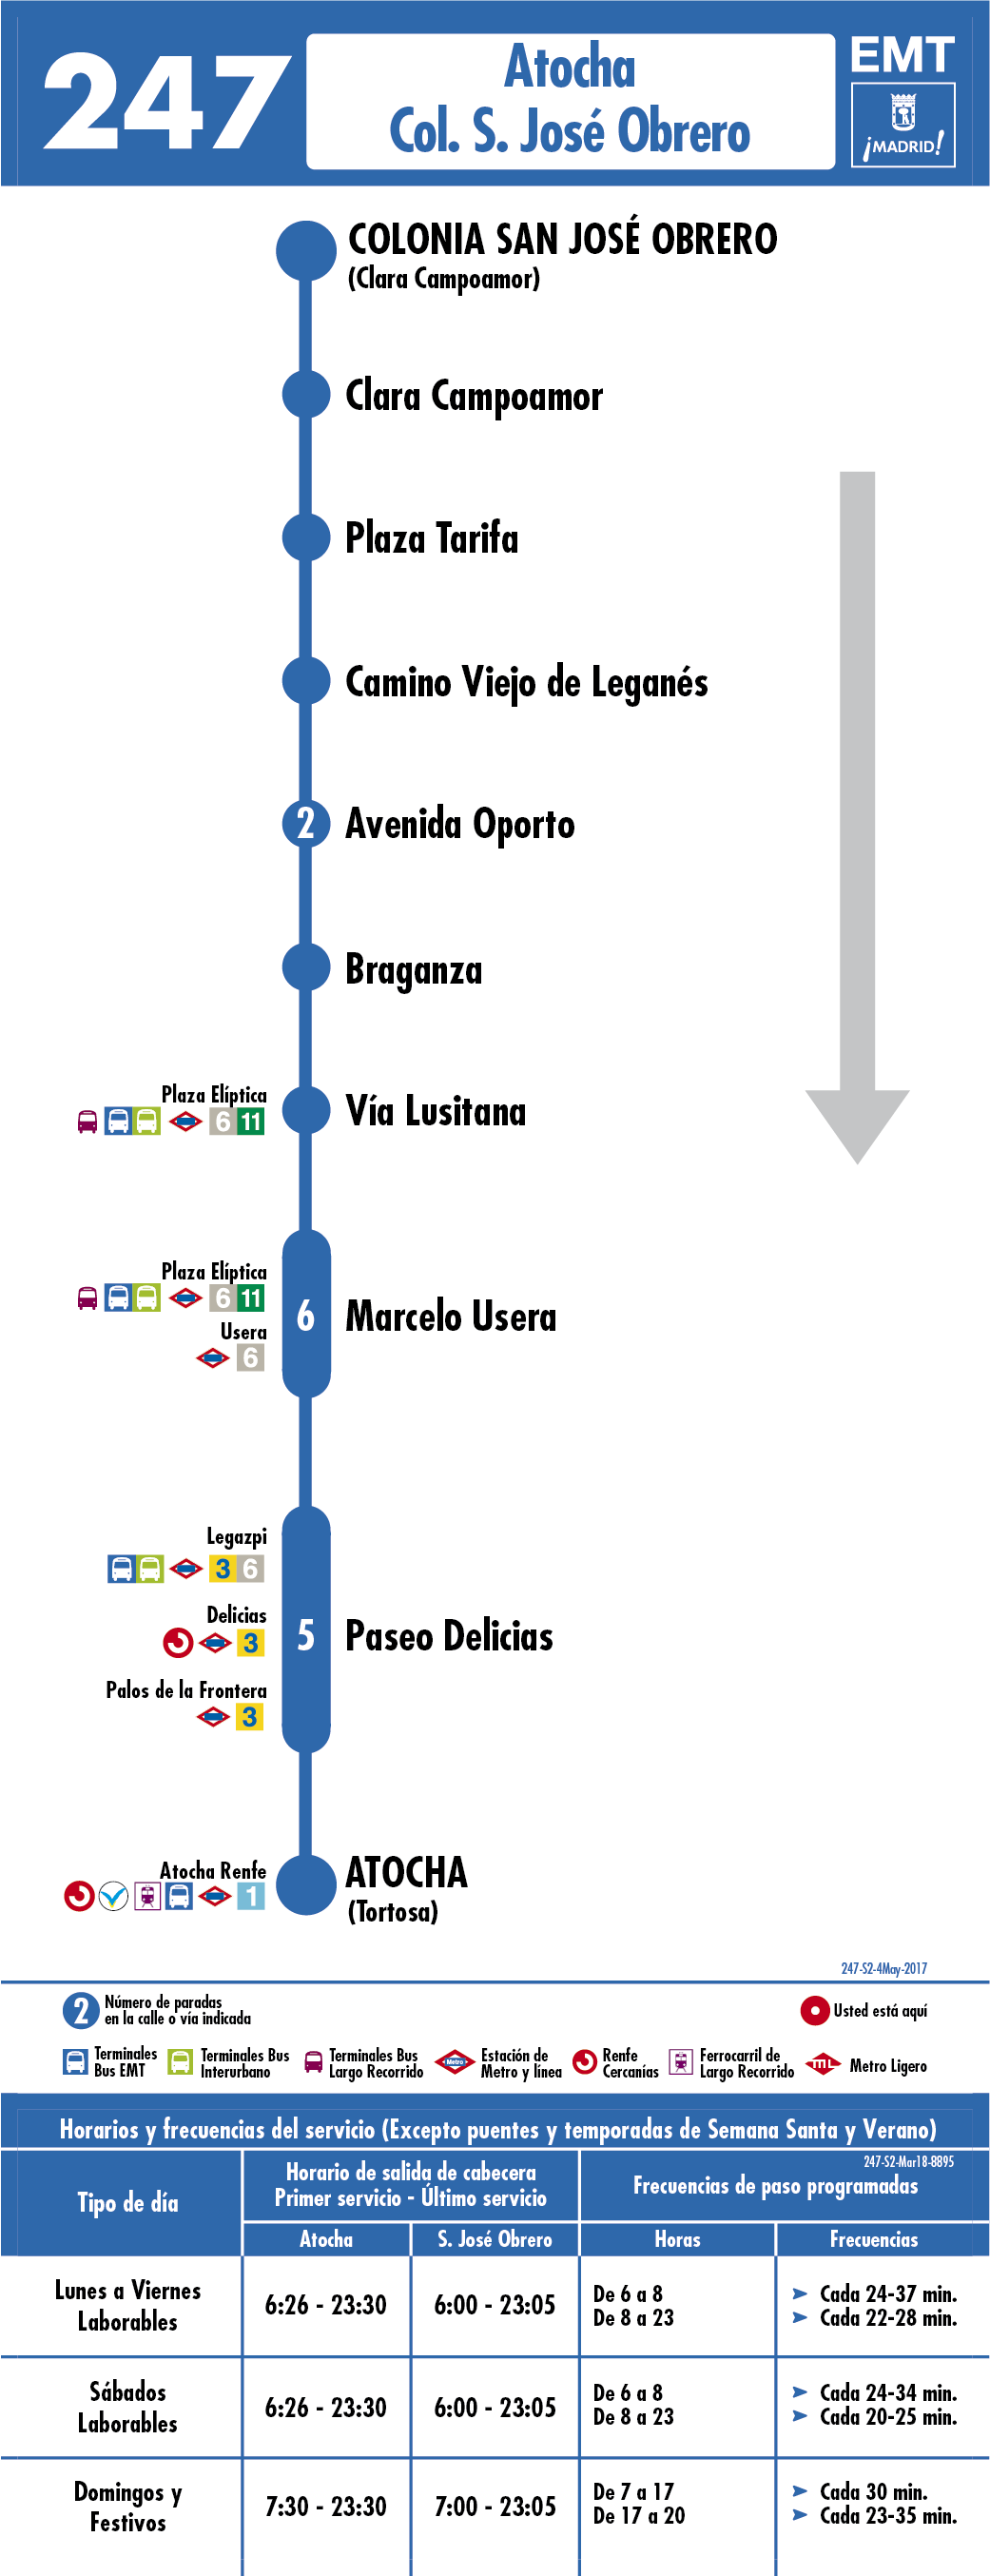 247
Atocha
Col. S. José Obrero
EMT
¡MADRID!
COLONIA SAN JOSÉ OBRERO
(Clara Campoamor)
Clara Campoamor
Plaza Tarifa
Camino Viejo de Leganés
2 Avenida Oporto
Braganza
Plaza Elíptica
6 11
Vía Lusitana
Plaza Elíptica
6 11
Usera
6
6 Marcelo Usera
Legazpi
3 6
Delicias
3
Palos de la Frontera
3
5 Paseo Delicias
Atocha Renfe
1
ATOCHA
(Tortosa)
247-S2-4May-2017
2 Número de paradas
en la calle o vía indicada
Usted está aquí
Terminales
Bus EMT
Terminales Bus
Interurbano
Terminales Bus
Largo Recorrido
Metro
Estación de
Metro y línea
Renfe
Cercanías
Ferrocarril de
Largo Recorrido
ML
Metro Ligero
Horarios y frecuencias del servicio (Excepto puentes y temporadas de Semana Santa y Verano)
247-S2-Mar18-8895
Tipo de día
Horario de salida de cabecera
Primer servicio - Último servicio
Frecuencias de paso programadas
Atocha
S. José Obrero
Horas
Frecuencias
Lunes a Viernes
Laborables
6:26 - 23:30
6:00 - 23:05
De 6 a 8
De 8 a 23
➤ Cada 24-37 min.
➤ Cada 22-28 min.
Sábados
Laborables
6:26 - 23:30
6:00 - 23:05
De 6 a 8
De 8 a 23
➤ Cada 24-34 min.
➤ Cada 20-25 min.
Domingos y
Festivos
7:30 - 23:30
7:00 - 23:05
De 7 a 17
De 17 a 20
➤ Cada 30 min.
➤ Cada 23-35 min.